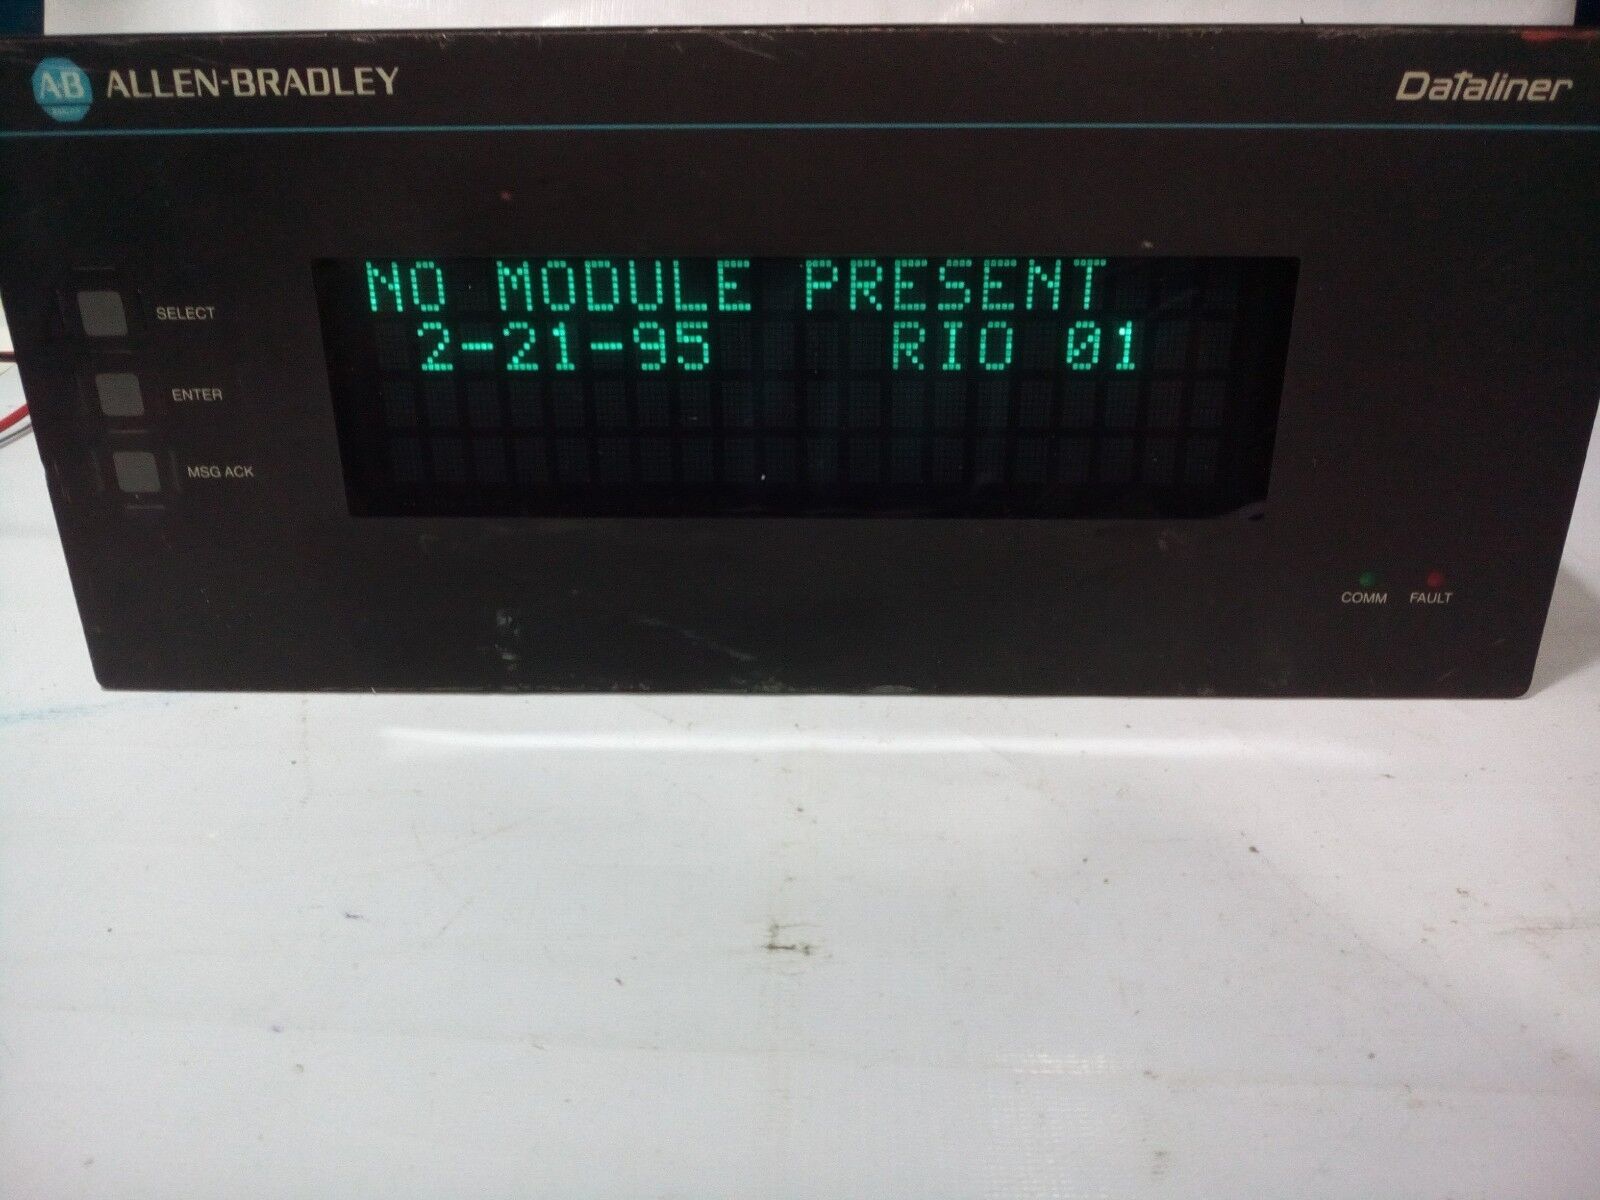 AB ALLEN-BRADLEY
Dataliner
NO MODULE PRESENT
2-21-95 RIO 01
SELECT
ENTER
MSG ACK
COMM FAULT